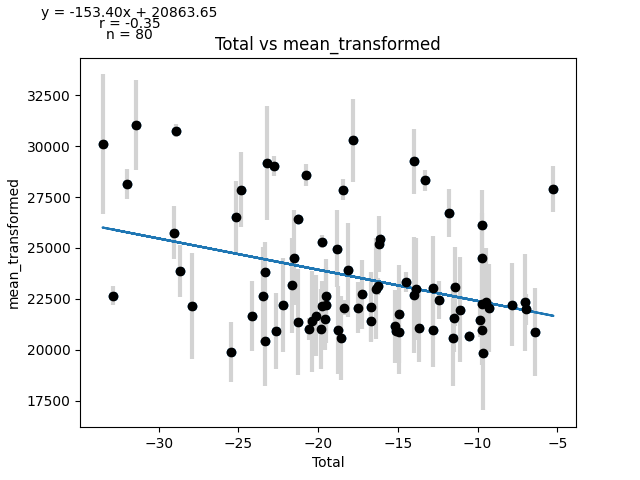 y = -153.40x + 20863.65
r = -0.35
n = 80
Total vs mean_transformed
32500
30000
27500
25000
22500
20000
17500
mean_transformed
−30
−25
−20
−15
−10
−5
Total